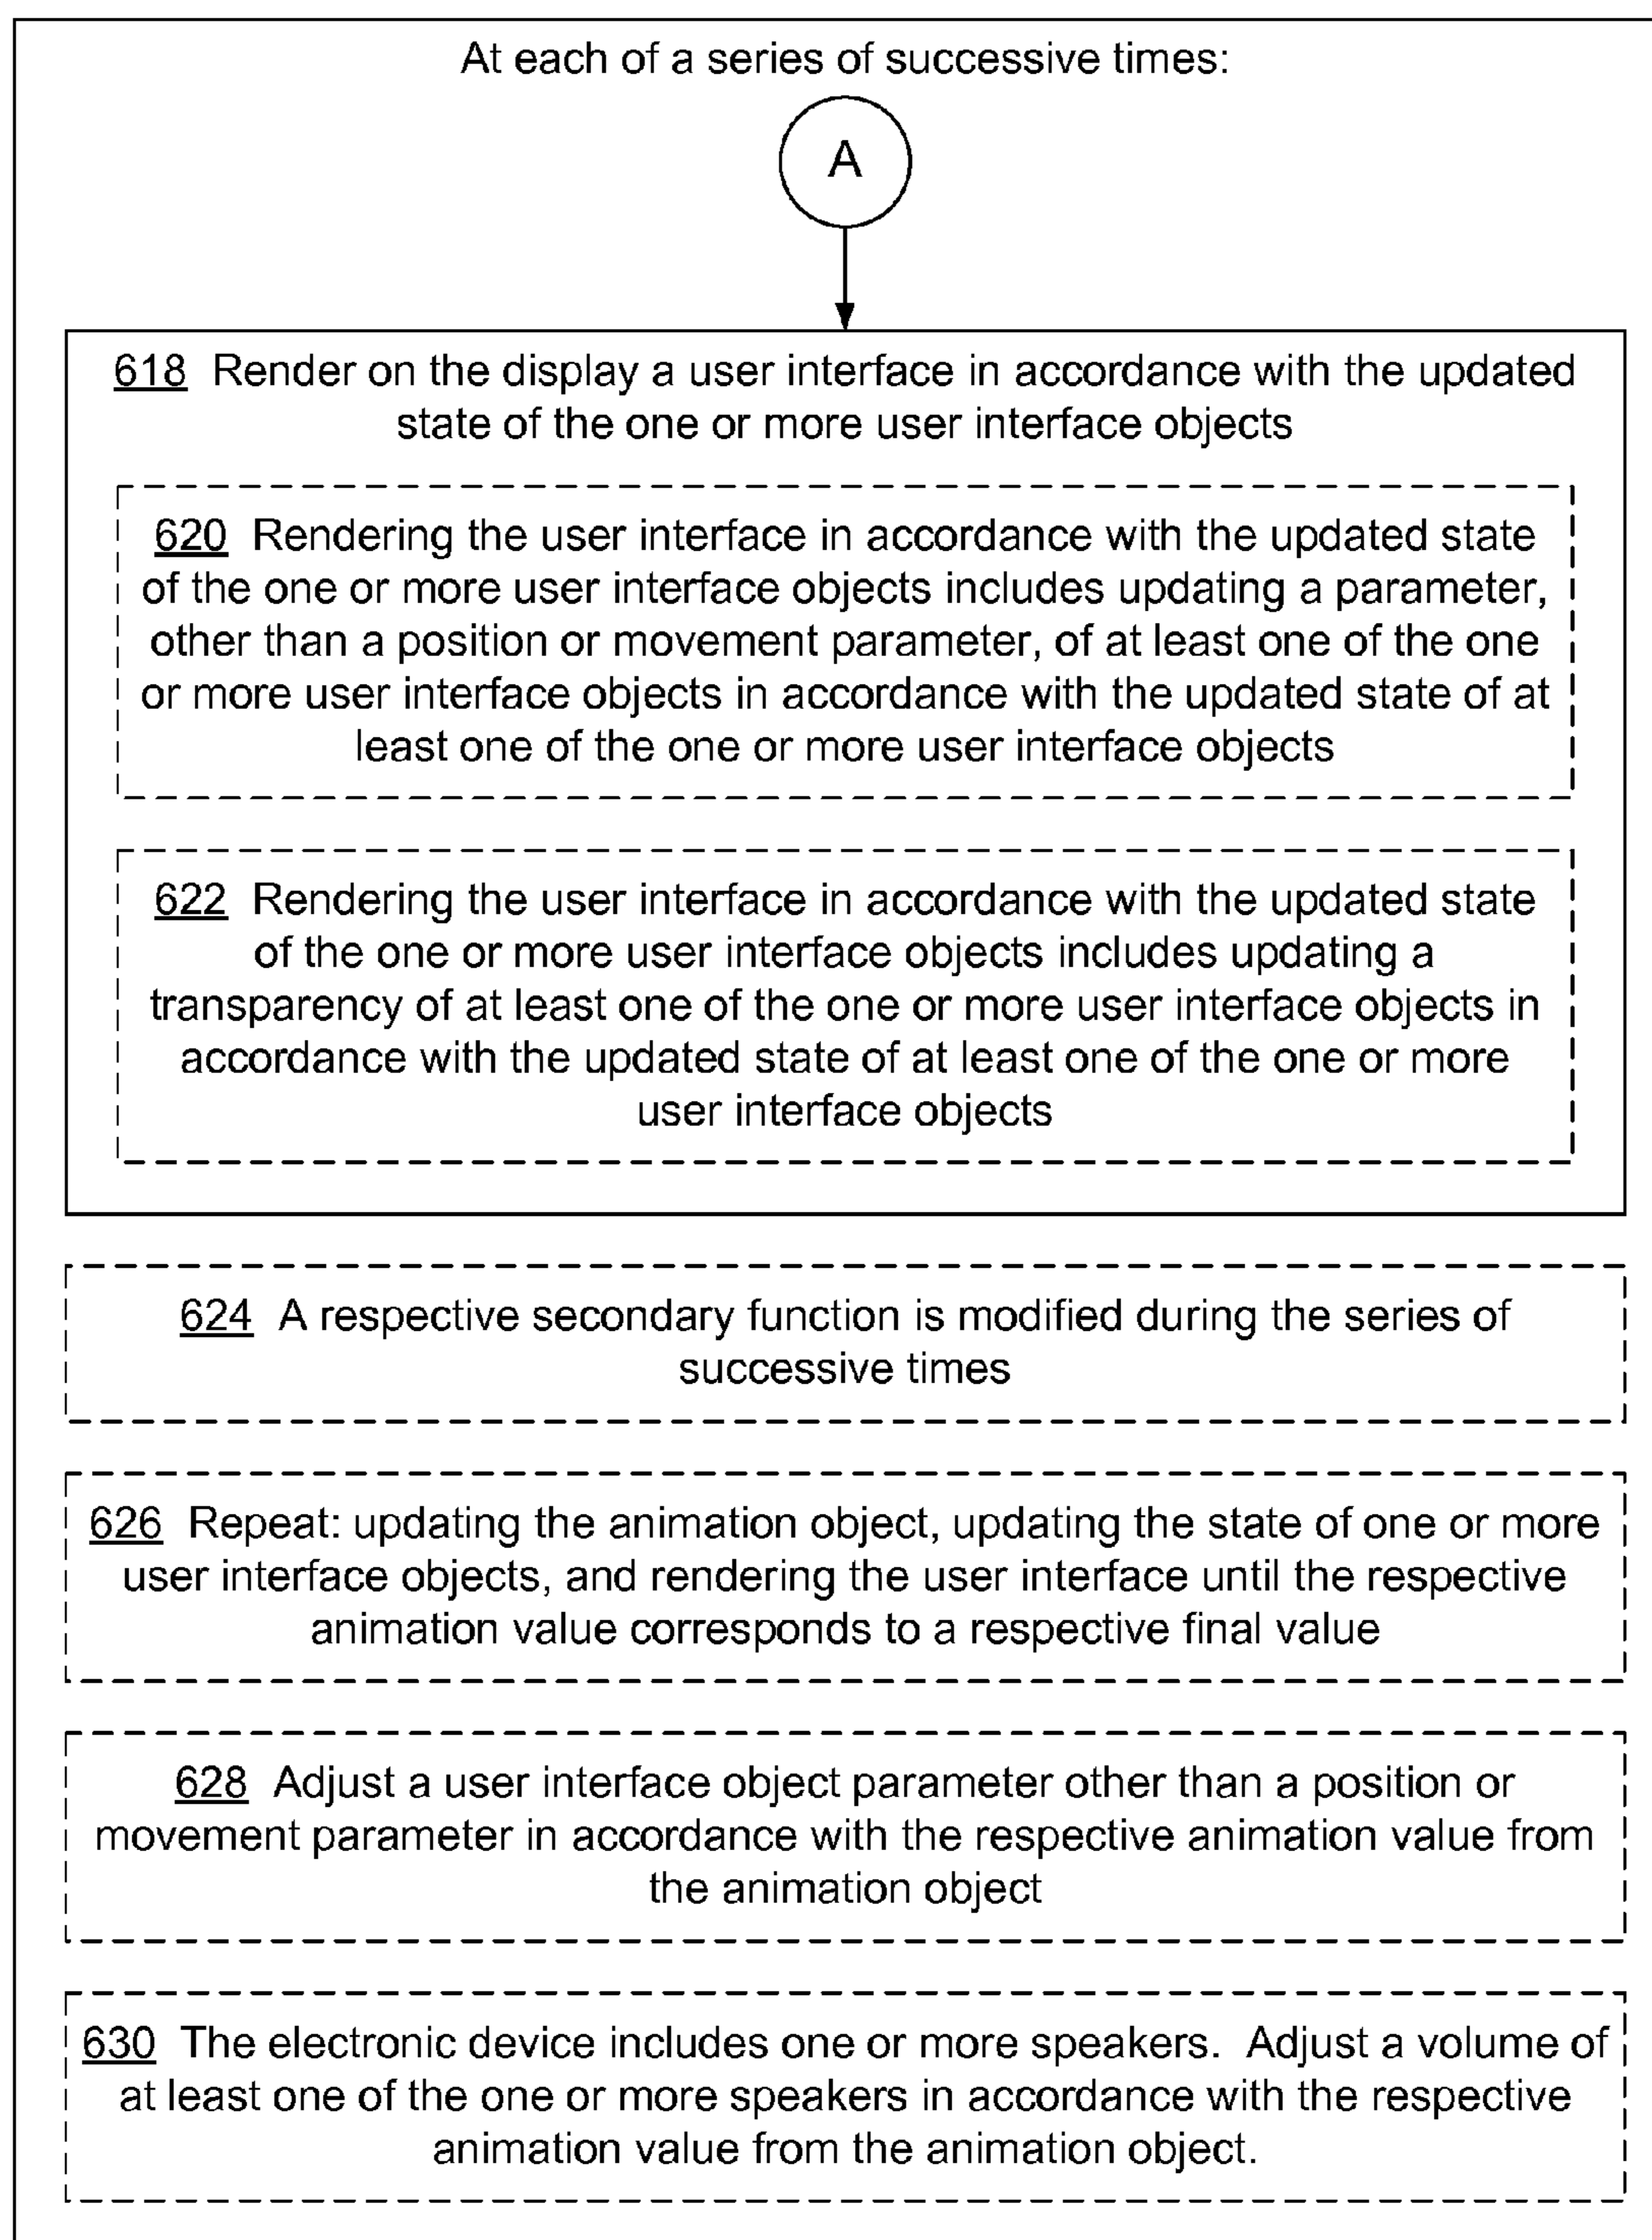 At each of a series of successive times:
A
618 Render on the display a user interface in accordance with the updated
state of the one or more user interface objects
620 Rendering the user interface in accordance with the updated state
of the one or more user interface objects includes updating a parameter,
other than a position or movement parameter, of at least one of the one
or more user interface objects in accordance with the updated state of at
least one of the one or more user interface objects
622 Rendering the user interface in accordance with the updated state
of the one or more user interface objects includes updating a
transparency of at least one of the one or more user interface objects in
accordance with the updated state of at least one of the one or more
user interface objects
624 A respective secondary function is modified during the series of
successive times
626 Repeat: updating the animation object, updating the state of one or more
user interface objects, and rendering the user interface until the respective
animation value corresponds to a respective final value
628 Adjust a user interface object parameter other than a position or
movement parameter in accordance with the respective animation value from
the animation object
630 The electronic device includes one or more speakers. Adjust a volume of
at least one of the one or more speakers in accordance with the respective
animation value from the animation object.